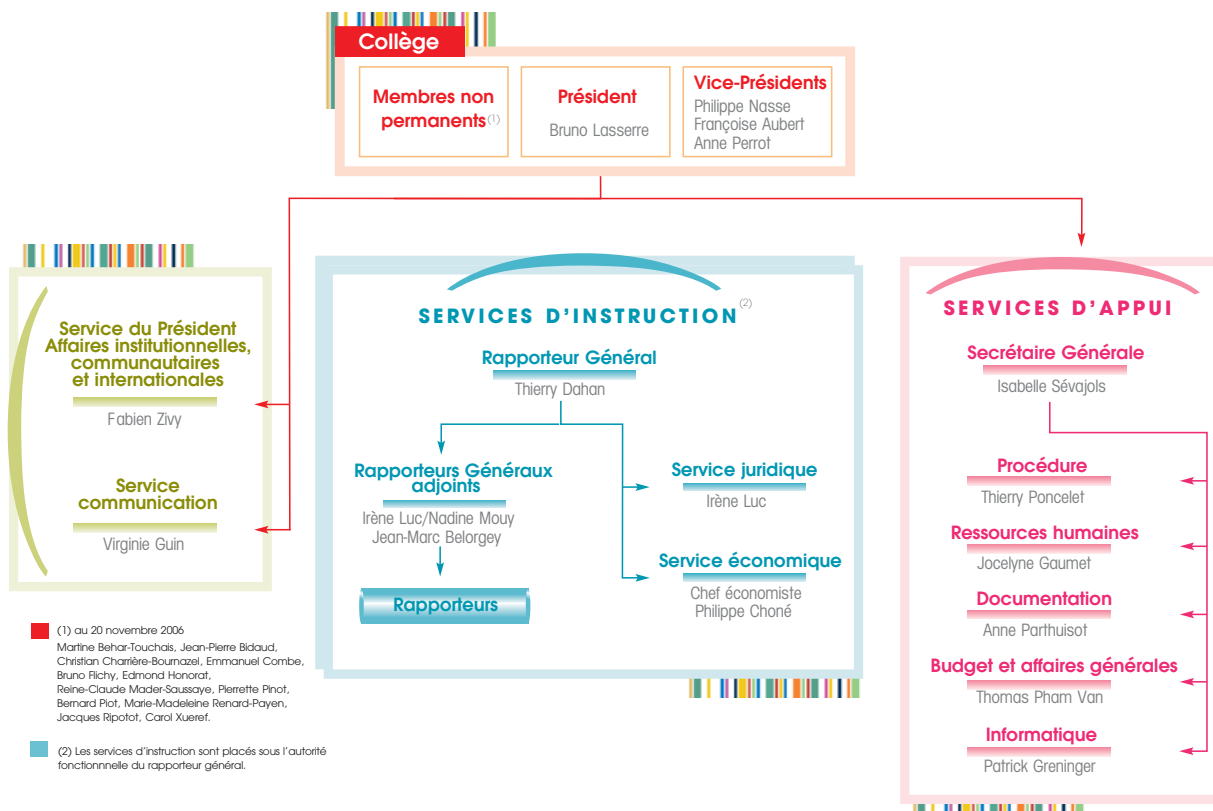 Collège
Membres non
permanents(1)
Président
Bruno Lasserre
Vice-Présidents
Philippe Nasse
Françoise Aubert
Anne Perrot
Service du Président
Affaires institutionnelles,
communautaires
et internationales
Fabien Zivy
Service
communication
Virginie Guin
SERVICES D'INSTRUCTION(2)
Rapporteur Général
Thierry Dahan
Rapporteurs Généraux
adjoints
Irène Luc/Nadine Mouy
Jean-Marc Belorgey
Rapporteurs
Service juridique
Irène Luc
Service économique
Chef économiste
Philippe Choné
SERVICES D'APPUI
Secrétaire Générale
Isabelle Sévajols
Procédure
Thierry Poncelet
Ressources humaines
Jocelyne Gaumet
Documentation
Anne Parthuisot
Budget et affaires générales
Thomas Pham Van
Informatique
Patrick Greninger
(1) au 20 novembre 2006
Martine Behar-Touchais, Jean-Pierre Bidaud,
Christian Charrière-Bournazel, Emmanuel Combe,
Bruno Flichy, Edmond Honorat,
Reine-Claude Mader-Saussaye, Pierrette Pinot,
Bernard Piot, Marie-Madeleine Renard-Payen,
Jacques Ripotot, Carol Xueref.
(2) Les services d'instruction sont placés sous l'autorité
fonctionnnelle du rapporteur général.